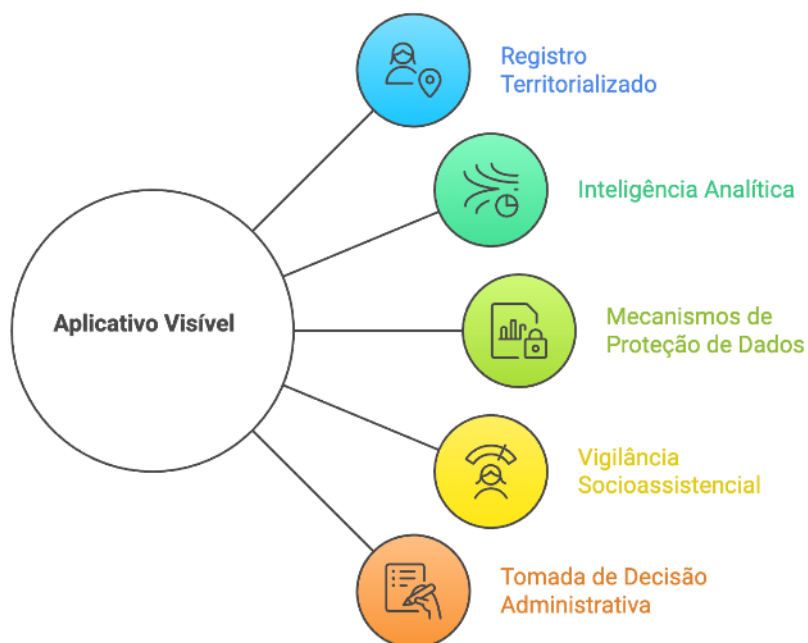 Registro
Territorializado
Inteligência Analítica
Aplicativo Visível
Mecanismos de
Proteção de Dados
Vigilância
Socioassistencial
Tomada de Decisão
Administrativa